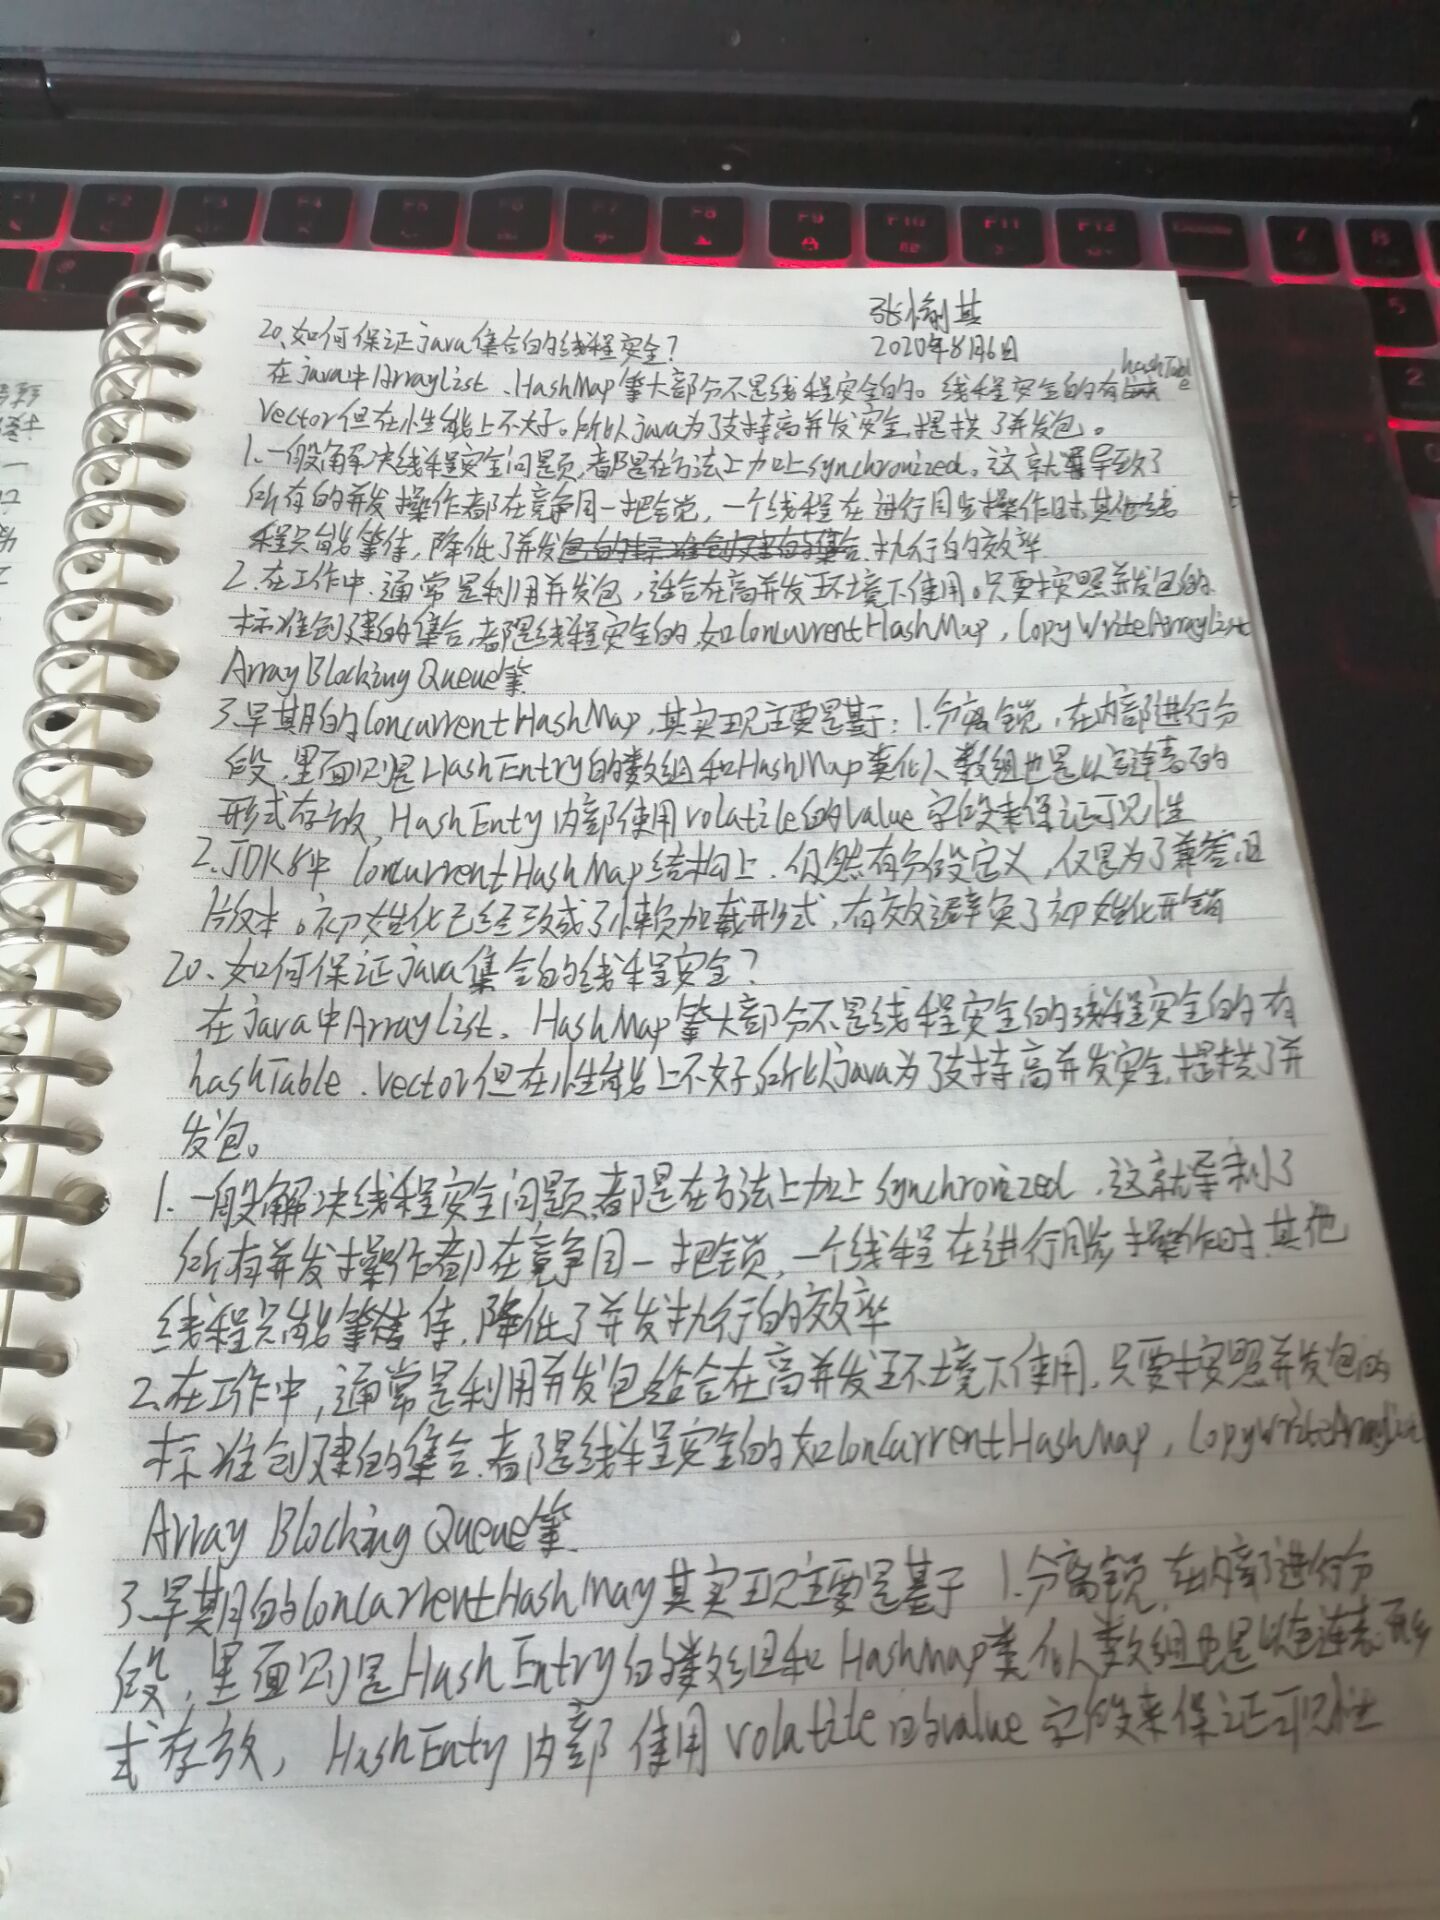 张愉其
2020年8月6日
20、如何保证java集合的线程安全?
hashTable
在java中ArrayList、HashMap等大部分不是线程安全的。线程安全的有
Vector但在性能上不太好。所以java为了支持高并发安全,提供了并发包。
1.一般解决线程安全问题,都是在方法上加上synchronized。这就导致了
所有的并发操作都在竞争同一把锁,一个线程在进行同步操作时,其他线
程只能等待,降低了并发执行的效率
2.在工作中.通常是利用并发包,适合在高并发环境下使用。只要按照并发包的
标准创建的集合,都是线程安全的,如ConcurrentHashMap,CopyWriteArrayList
ArrayBlockingQueue等
3.早期的ConcurrentHashMap,其实现主要是基于:1.分离锁,在内部进行分
段,里面则是HashEntry的数组和HashMap类似数组也是以链表的
形式存放,HashEnty内部使用volatile的value字段来保证可见性
2.JDK8中 ConcurrentHashMap结构上.仍然有分段定义,仅是为了兼容旧
版本。初始化已经改成了懒加载形式,有效避免了初始化开销
20、如何保证java集合的线程安全?
在java中ArrayList、HashMap等大部分不是线程安全的线程安全的有
hashTable、Vector但在性能上不太好,所以java为了支持高并发安全,提供了并
发包。
1.一般解决线程安全问题,都是在方法上加上synchronized,这就导致了
所有并发操作都在竞争同一把锁,一个线程在进行同步操作时,其他
线程只能等待,降低了并发执行的效率
2.在工作中,通常是利用并发包适合在高并发环境下使用,只要按照并发包的
标准创建的集合,都是线程安全的如ConcurrentHashMap,CopyWriteArrayList
Array Blocking Queue等
3.早期的ConcarrentHashMay其实现主要是基于 1.分离锁,在内部进行分
段,里面则是HashEntry的数组和HashMap类似数组也是以链表形
式存放,HashEnty内部使用volatile的value字段来保证可见性